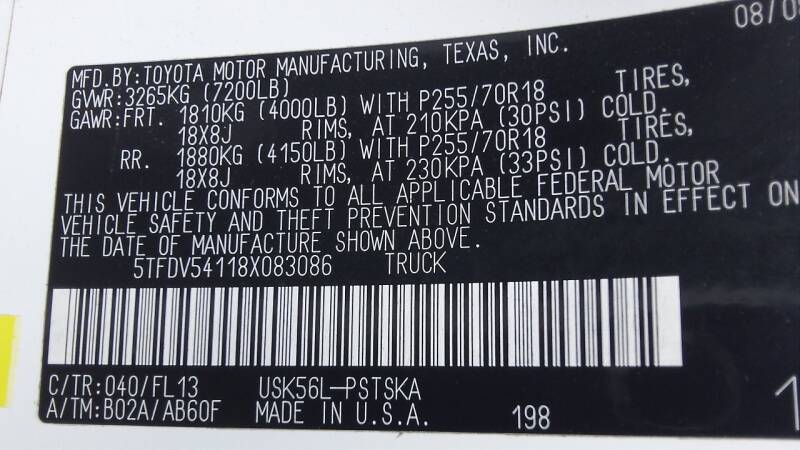 08/0
MFD.BY:TOYOTA MOTOR MANUFACTURING, TEXAS, INC.
GVWR:3265KG (7200LB)
GAWR:FRT. 1810KG (4000LB) WITH P255/70R18 TIRES,
18X8J RIMS, AT 210KPA (30PSI) COLD.
RR. 1880KG (4150LB) WITH P255/70R18 TIRES,
18X8J RIMS, AT 230KPA (33PSI) COLD.
THIS VEHICLE CONFORMS TO ALL APPLICABLE FEDERAL MOTOR
VEHICLE SAFETY AND THEFT PREVENTION STANDARDS IN EFFECT ON
THE DATE OF MANUFACTURE SHOWN ABOVE.
5TFDV54118X083086 TRUCK
C/TR:040/FL13 USK56L-PSTSKA
A/TM:B02A/AB60F MADE IN U.S.A. 198